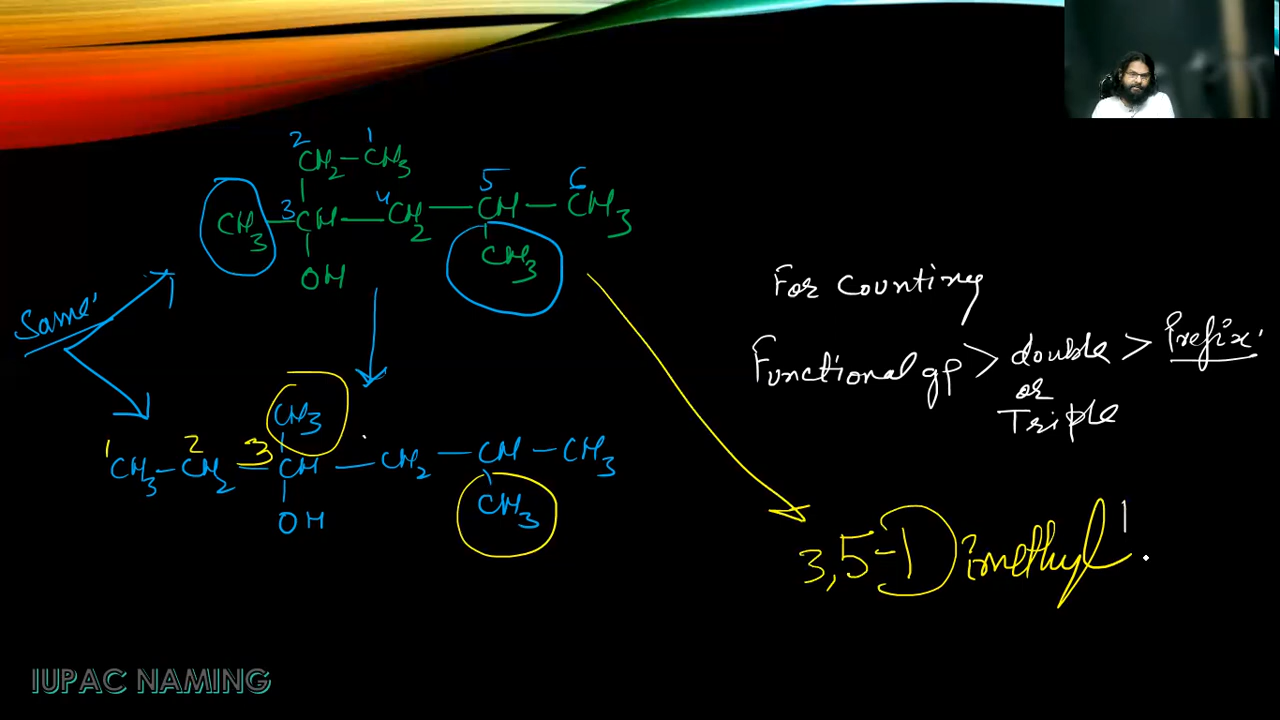 2 1
CH2-CH3
3 4 5 6
CH3-CH-CH2-CH-CH3
OH CH3
Same'
CH3
1 2 3
CH3-CH2-CH-CH2-CH-CH3
OH CH3
For counting
Functional gp > double > Prefix
or
Triple
3,5-Dimethyl
IUPAC NAMING